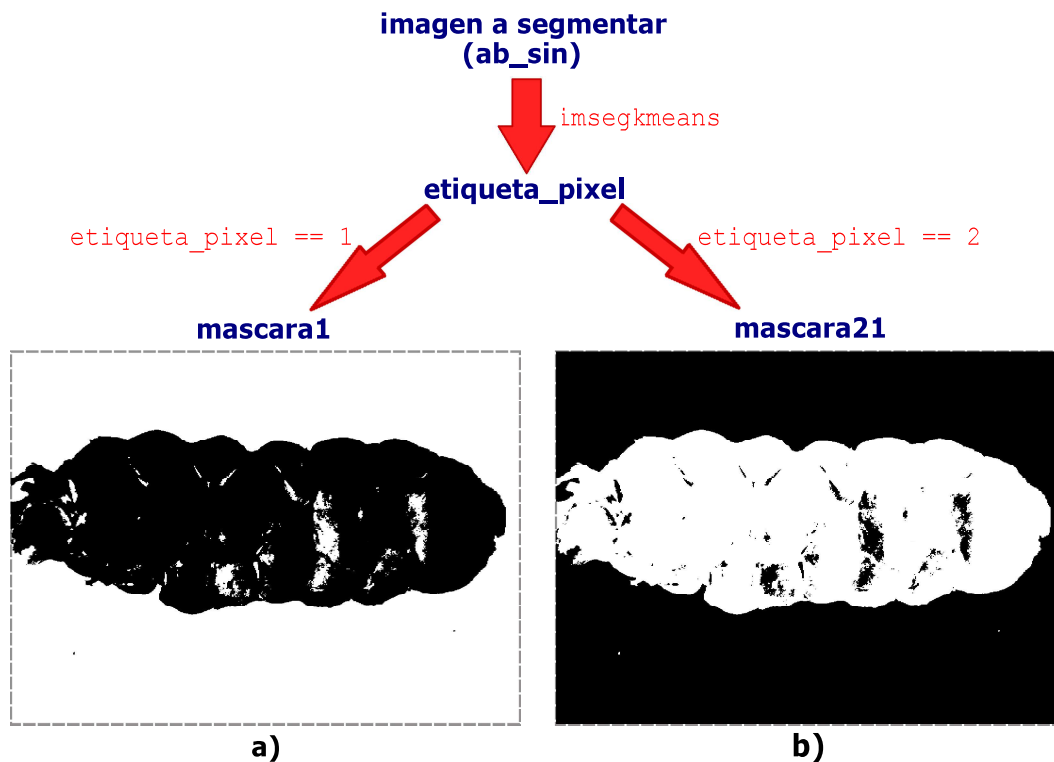 imagen a segmentar
(ab_sin)
imsegkmeans
etiqueta_pixel
etiqueta_pixel == 1
etiqueta_pixel == 2
mascara1
mascara21
a)
b)